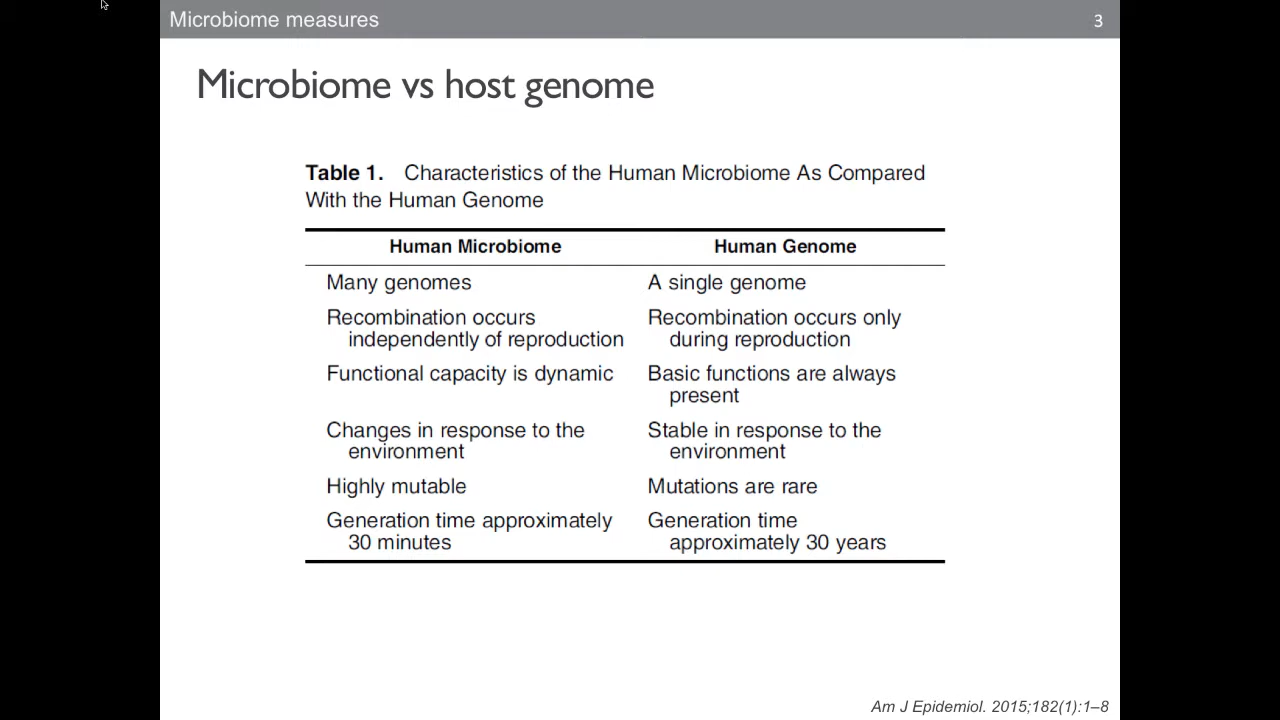 Microbiome measures
3
Microbiome vs host genome
Table 1. Characteristics of the Human Microbiome As Compared
With the Human Genome
Human Microbiome Human Genome
Many genomes A single genome
Recombination occurs Recombination occurs only
independently of reproduction during reproduction
Functional capacity is dynamic Basic functions are always
present
Changes in response to the Stable in response to the
environment environment
Highly mutable Mutations are rare
Generation time approximately Generation time
30 minutes approximately 30 years
Am J Epidemiol. 2015;182(1):1–8